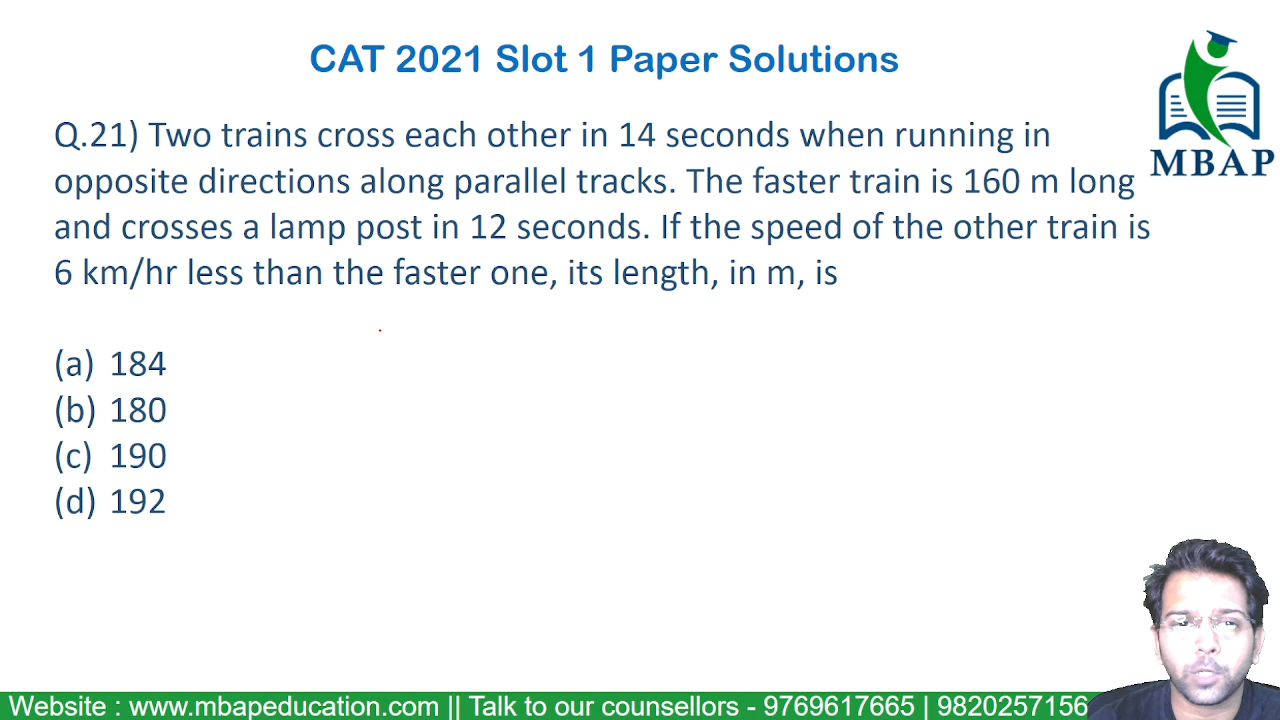 CAT 2021 Slot 1 Paper Solutions
MBAP
Q.21) Two trains cross each other in 14 seconds when running in
opposite directions along parallel tracks. The faster train is 160 m long
and crosses a lamp post in 12 seconds. If the speed of the other train is
6 km/hr less than the faster one, its length, in m, is
(a) 184
(b) 180
(c) 190
(d) 192
Website : www.mbapeducation.com || Talk to our counsellors - 9769617665 | 9820257156